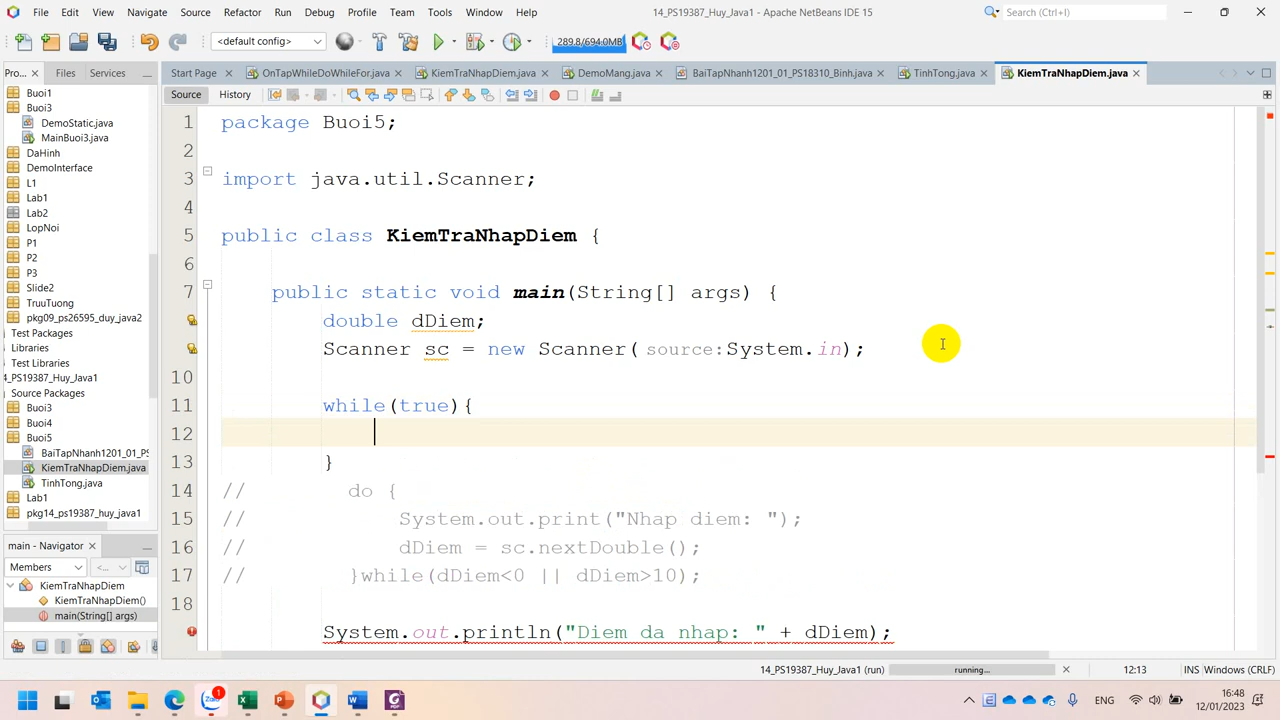 File Edit View Navigate Source Refactor Run Debug Profile Team Tools Window Help
14_PS19387_Huy_Java1 - Apache NetBeans IDE 15
Search (Ctrl+I)
<default config>
289.8/694.0MB
Pro...
Files
Services
Start Page
OnTapWhileDoWhileFor.java
KiemTraNhapDiem.java
DemoMang.java
BaiTapNhanh1201_01_PS18310_Binh.java
TinhTong.java
KiemTraNhapDiem.java
Source
History
Buoi1
Buoi3
DemoStatic.java
MainBuoi3.java
DaHinh
DemoInterface
L1
Lab1
Lab2
LopNoi
P1
P2
P3
Slide2
TruuTuong
pkg09_ps26595_duy_java2
Test Packages
Libraries
Test Libraries
_PS19387_Huy_Java1
Source Packages
Buoi3
Buoi4
Buoi5
BaiTapNhanh1201_01_PS
KiemTraNhapDiem.java
TinhTong.java
Lab1
pkg14_ps19387_huy_java1
main - Navigator
Members
<...
KiemTraNhapDiem
KiemTraNhapDiem()
main(String[] args)
1 package Buoi5;
2
3 import java.util.Scanner;
4
5 public class KiemTraNhapDiem {
6
7 public static void main(String[] args) {
double dDiem;
Scanner sc = new Scanner( source:System.in);
10
11 while(true){
12
13 }
14 // do {
15 // System.out.print("Nhap diem: ");
16 // dDiem = sc.nextDouble();
17 // }while(dDiem<0 || dDiem>10);
18
System.out.println("Diem da nhap: " + dDiem);
14_PS19387_Huy_Java1 (run)
running...
12:13
INS
Windows (CRLF)
Zalo
1
ENG
16:48
12/01/2023